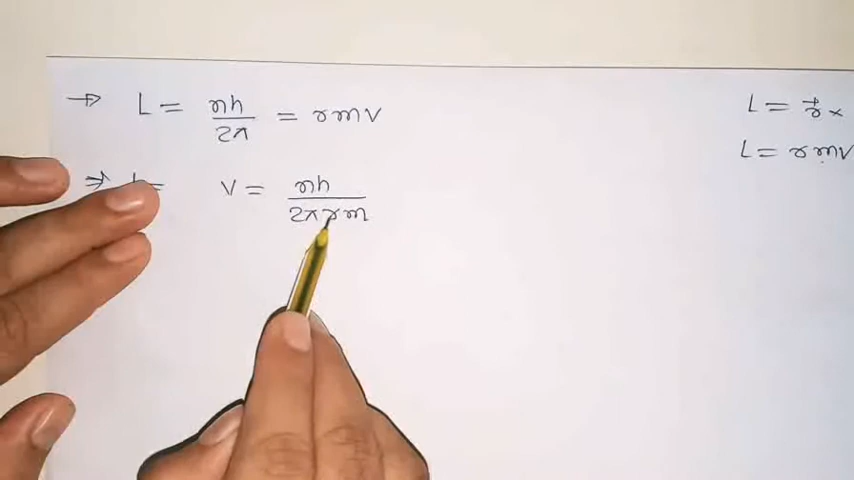 → L = nh/2π = rmv
⇒ v = nh/2πrm
L = r⃗ ×
L = rmv